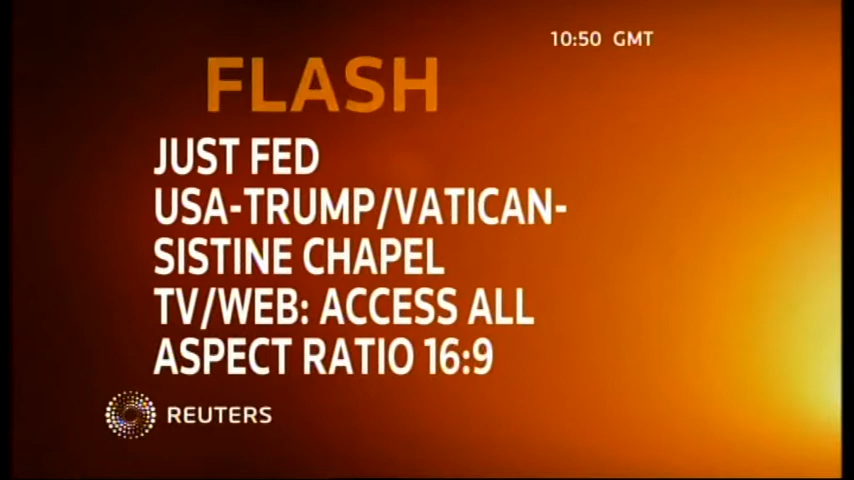 10:50 GMT
FLASH
JUST FED
USA-TRUMP/VATICAN-
SISTINE CHAPEL
TV/WEB: ACCESS ALL
ASPECT RATIO 16:9
REUTERS